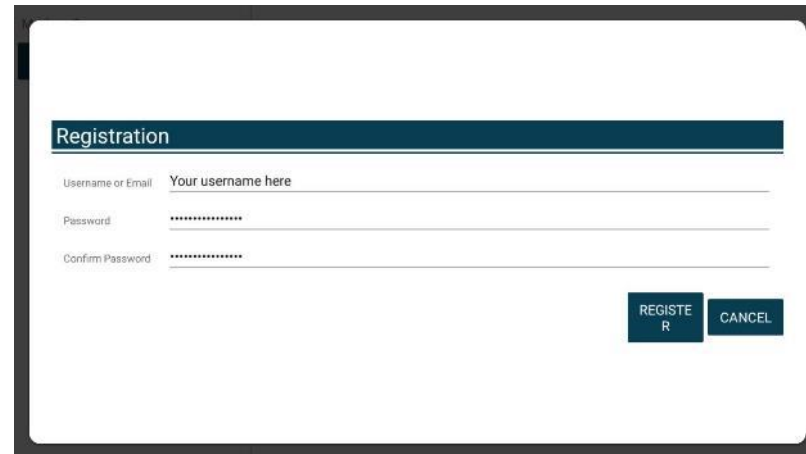 Registration
Username or Email
Your username here
Password
••••••••••••••••
Confirm Password
••••••••••••••••
REGISTE
R
CANCEL